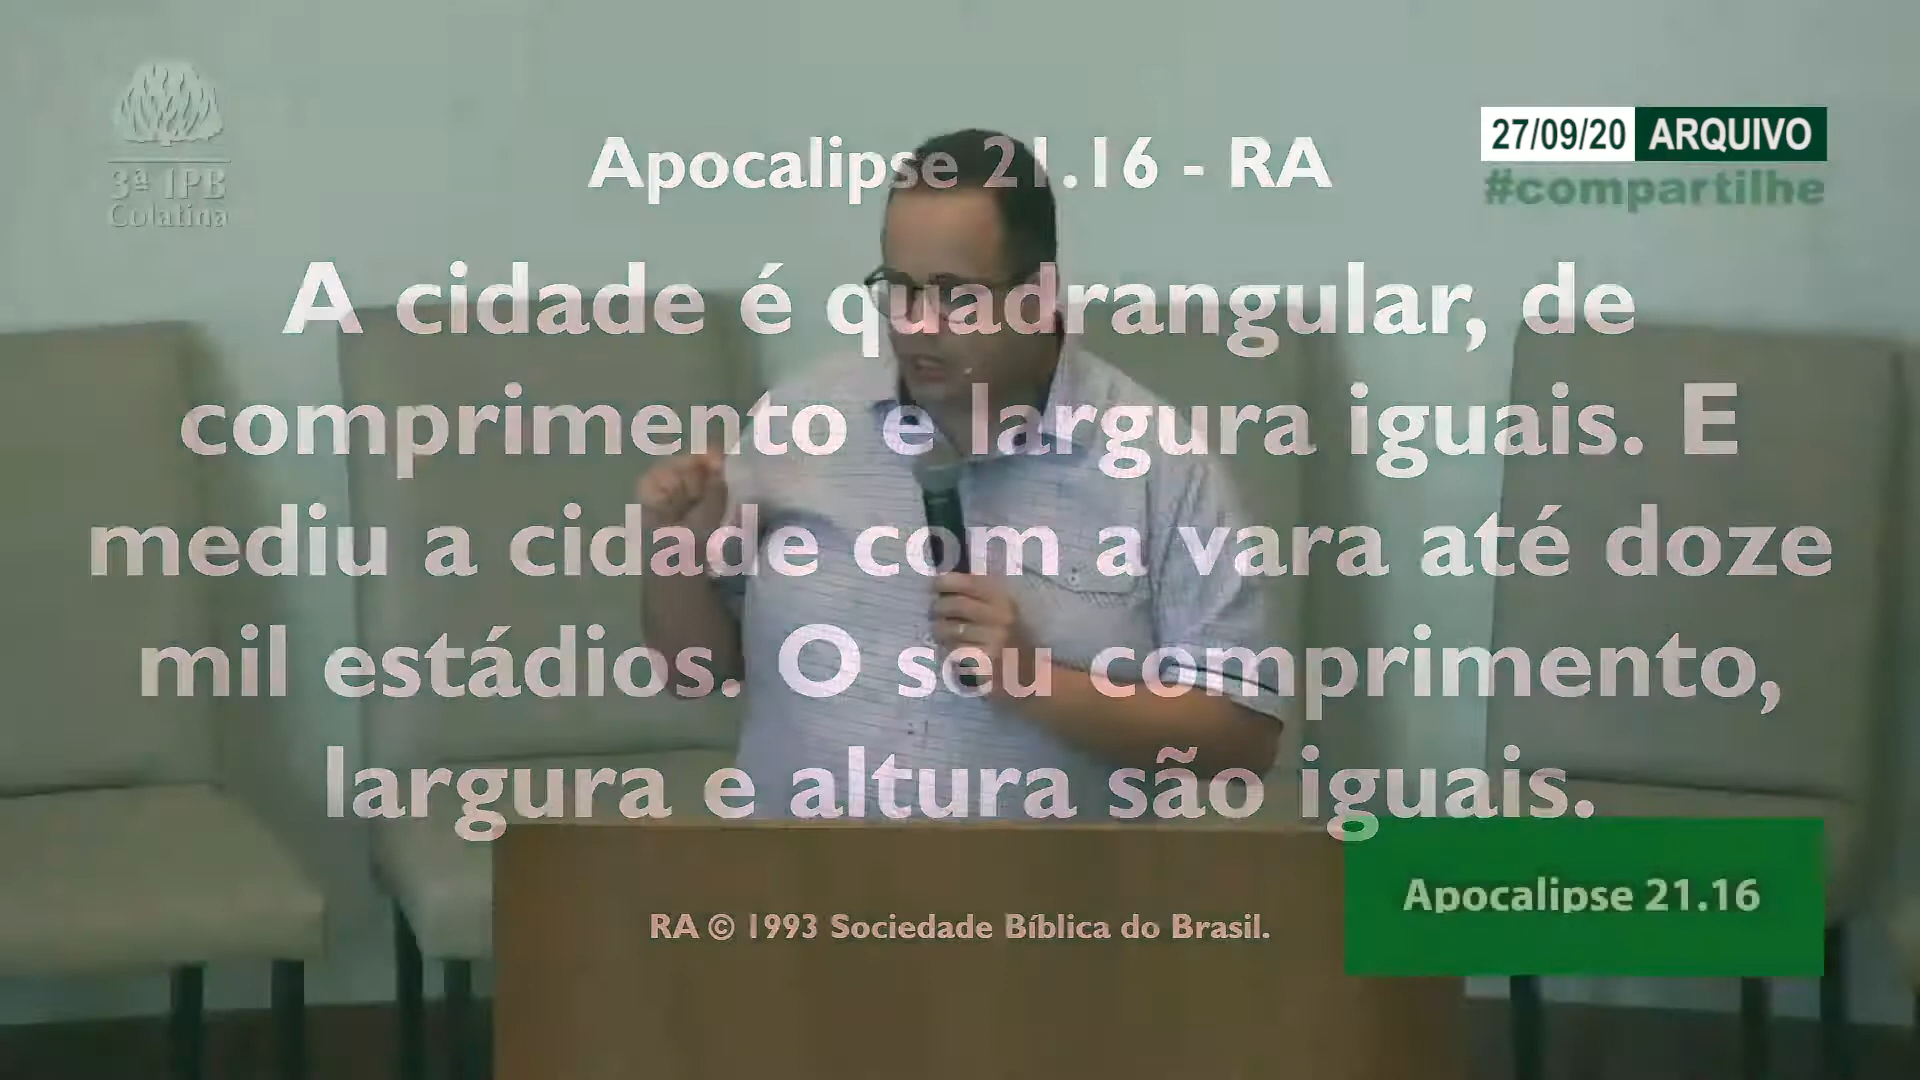 3ª IPB
Colatina
27/09/20 ARQUIVO
#compartilhe
Apocalipse 21.16 - RA
A cidade é quadrangular, de
comprimento e largura iguais. E
mediu a cidade com a vara até doze
mil estádios. O seu comprimento,
largura e altura são iguais.
RA © 1993 Sociedade Bíblica do Brasil.
Apocalipse 21.16